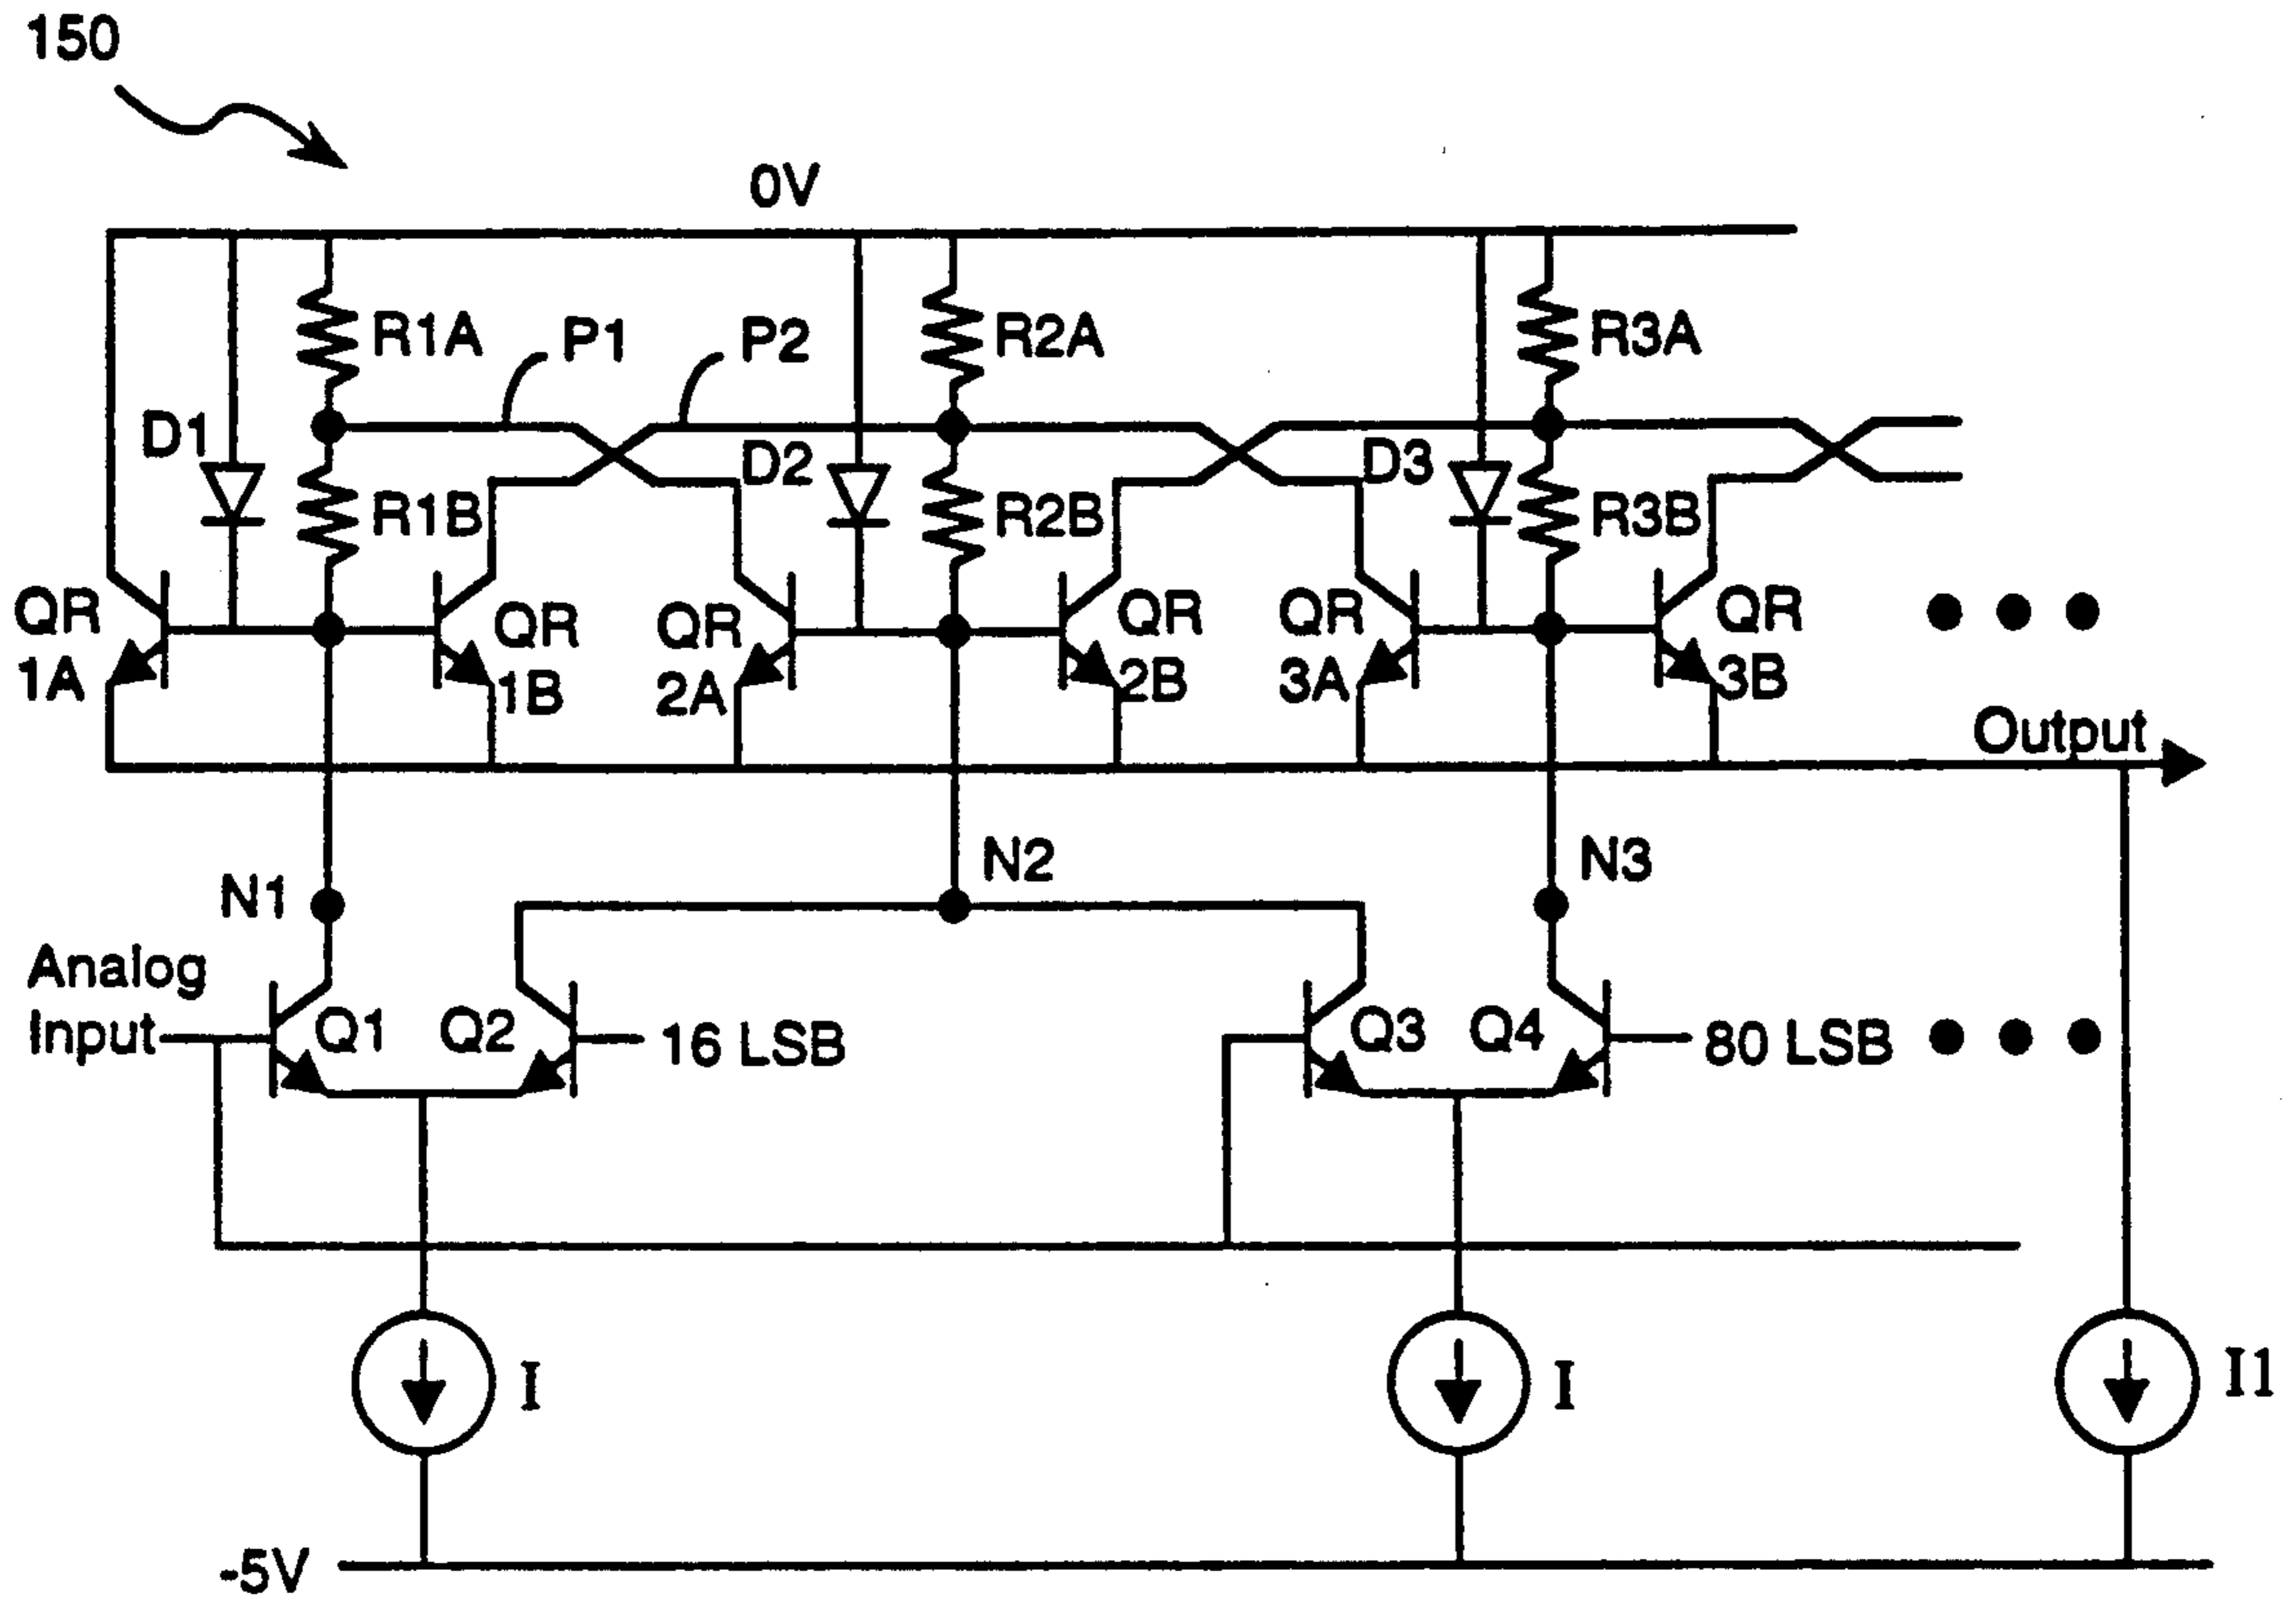 150
0V
R1A
P1
P2
R2A
R3A
D1
D2
D3
R1B
R2B
R3B
QR
1A
QR
1B
QR
2A
QR
2B
QR
3A
QR
3B
Output
N1
N2
N3
Analog
Input
Q1
Q2
16 LSB
Q3
Q4
80 LSB
I
I
I1
-5V